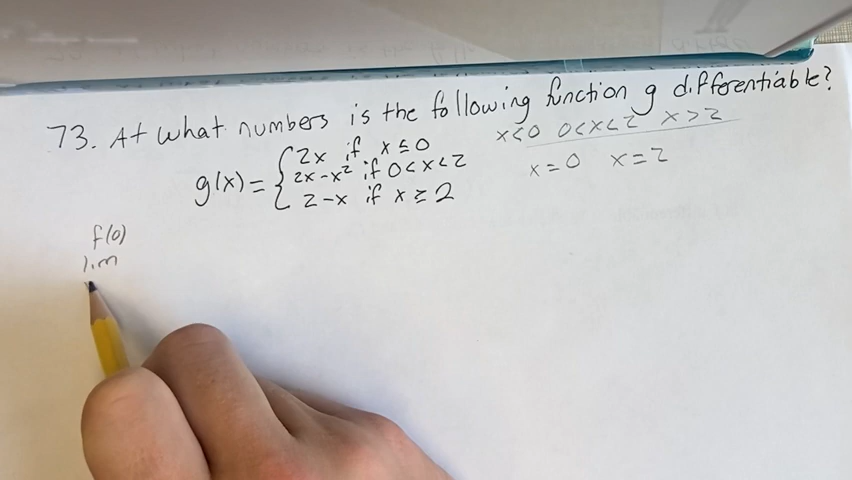 73. At what numbers is the following function g differentiable?
x<0 0<x<2 x>2
x=0 x=2
g(x)= { 2x if x≤0
2x-x² if 0<x<2
2-x if x≥2
f(0)
lim